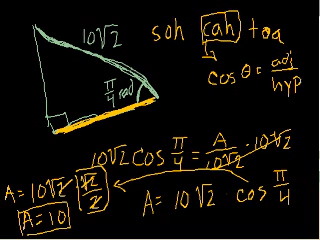 10√2
soh cah toa
cos θ = adj/hyp
π/4 rad
10√2 cos π/4 = A/10√2 · 10√2
A = 10√2 · cos π/4
A = 10√2 (√2/2)
A = 10